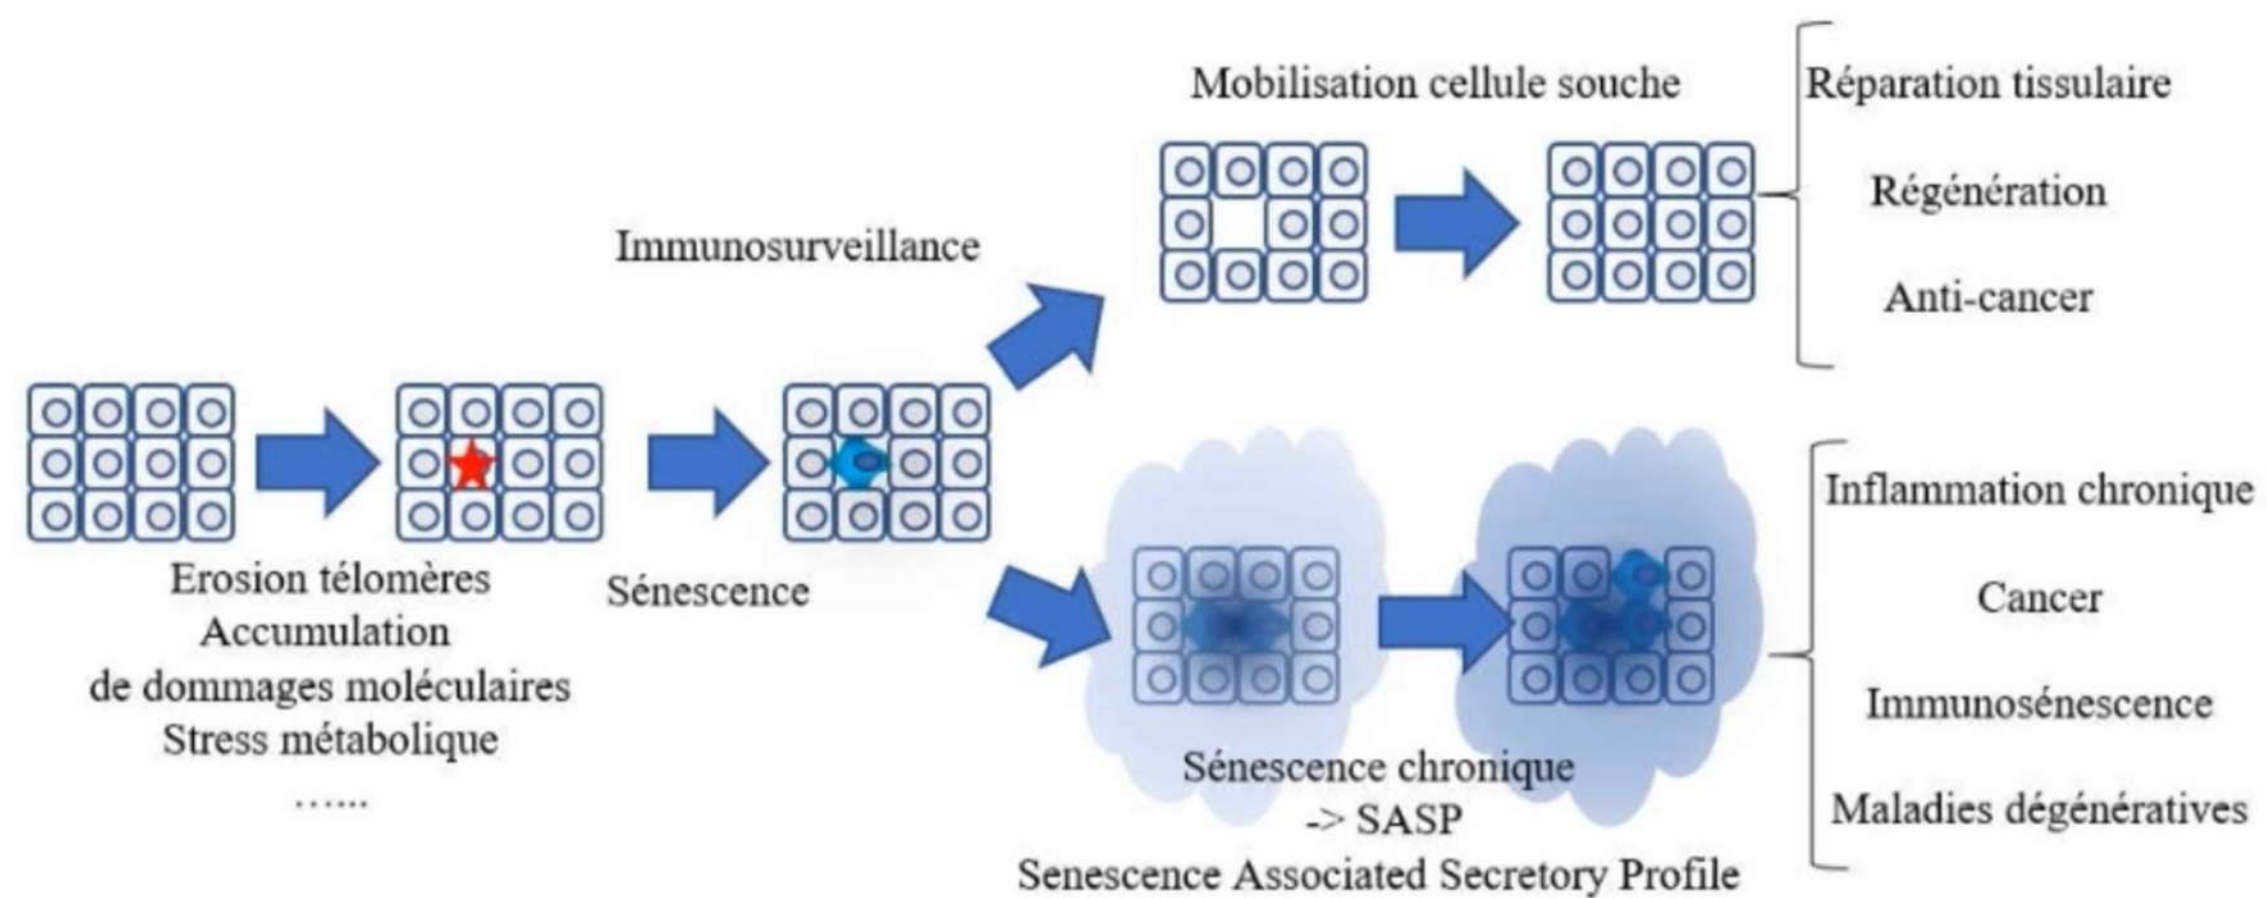 Mobilisation cellule souche
Réparation tissulaire
Régénération
Anti-cancer
Immunosurveillance
Erosion télomères
Accumulation
de dommages moléculaires
Stress métabolique
…...
Sénescence
Sénescence chronique
-> SASP
Senescence Associated Secretory Profile
Inflammation chronique
Cancer
Immunosénescence
Maladies dégénératives